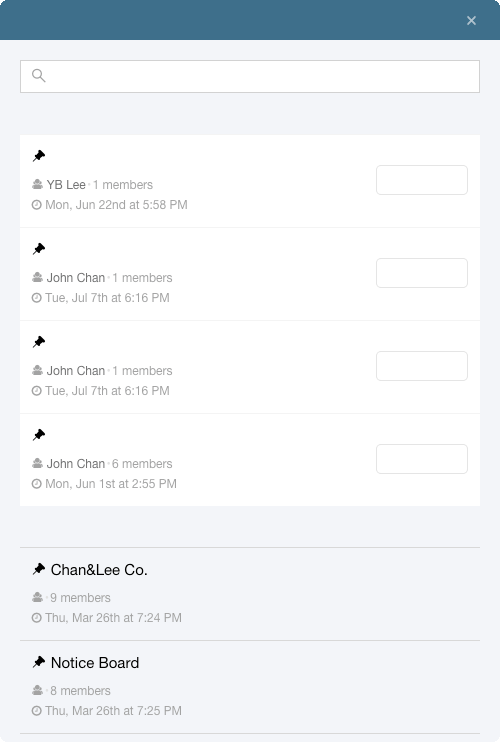 YB Lee · 1 members
Mon, Jun 22nd at 5:58 PM
John Chan · 1 members
Tue, Jul 7th at 6:16 PM
John Chan · 1 members
Tue, Jul 7th at 6:16 PM
John Chan · 6 members
Mon, Jun 1st at 2:55 PM
Chan&Lee Co.
· 9 members
Thu, Mar 26th at 7:24 PM
Notice Board
· 8 members
Thu, Mar 26th at 7:25 PM